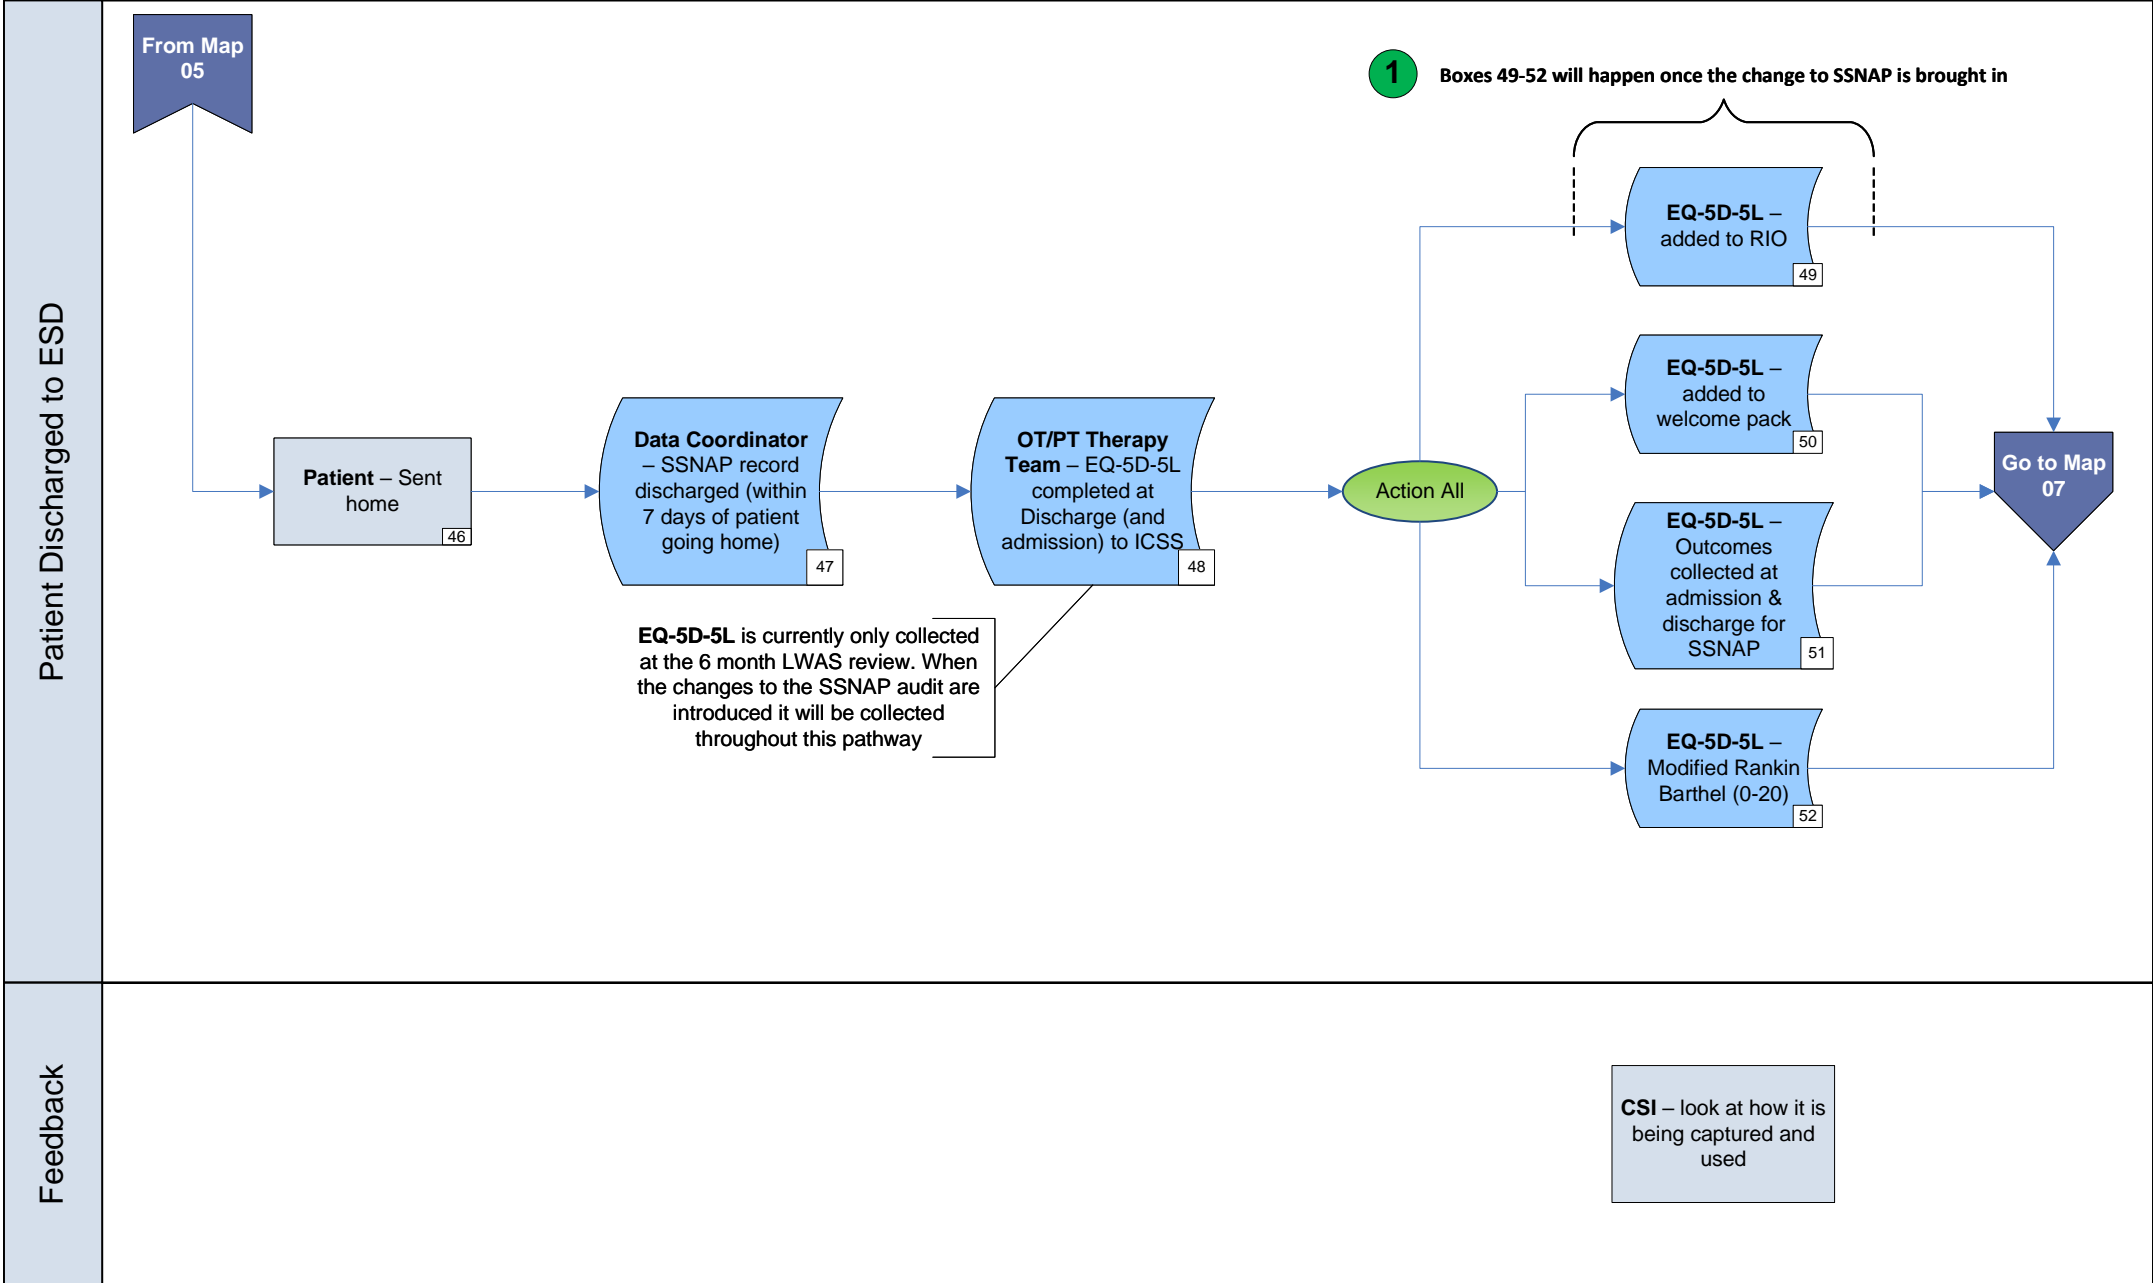 From Map
05
1
Boxes 49-52 will happen once the change to SSNAP is brought in
Patient Discharged to ESD
Patient – Sent
home
46
Data Coordinator
– SSNAP record
discharged (within
7 days of patient
going home)
47
OT/PT Therapy
Team – EQ-5D-5L
completed at
Discharge (and
admission) to ICSS
48
EQ-5D-5L is currently only collected
at the 6 month LWAS review. When
the changes to the SSNAP audit are
introduced it will be collected
throughout this pathway
Action All
EQ-5D-5L –
added to RIO
49
EQ-5D-5L –
added to
welcome pack
50
EQ-5D-5L –
Outcomes
collected at
admission &
discharge for
SSNAP
51
EQ-5D-5L –
Modified Rankin
Barthel (0-20)
52
Go to Map
07
Feedback
CSI – look at how it is
being captured and
used